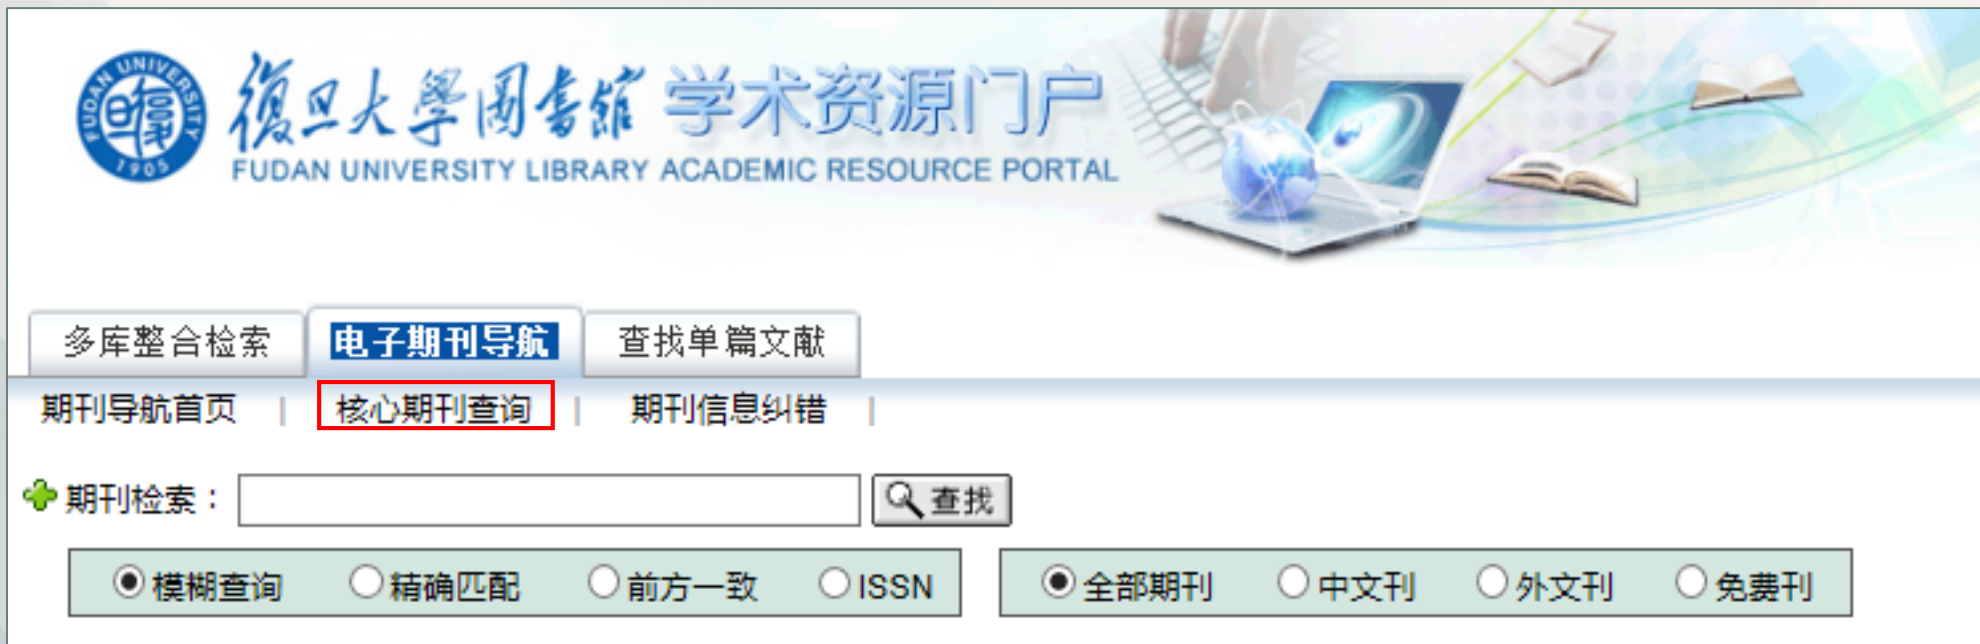 FUDAN UNIVERSITY
1905
復旦大學圖書館 学术资源门户
FUDAN UNIVERSITY LIBRARY ACADEMIC RESOURCE PORTAL
多库整合检索 电子期刊导航 查找单篇文献
期刊导航首页 | 核心期刊查询 | 期刊信息纠错 |
期刊检索： 查找
模糊查询 精确匹配 前方一致 ISSN 全部期刊 中文刊 外文刊 免费刊